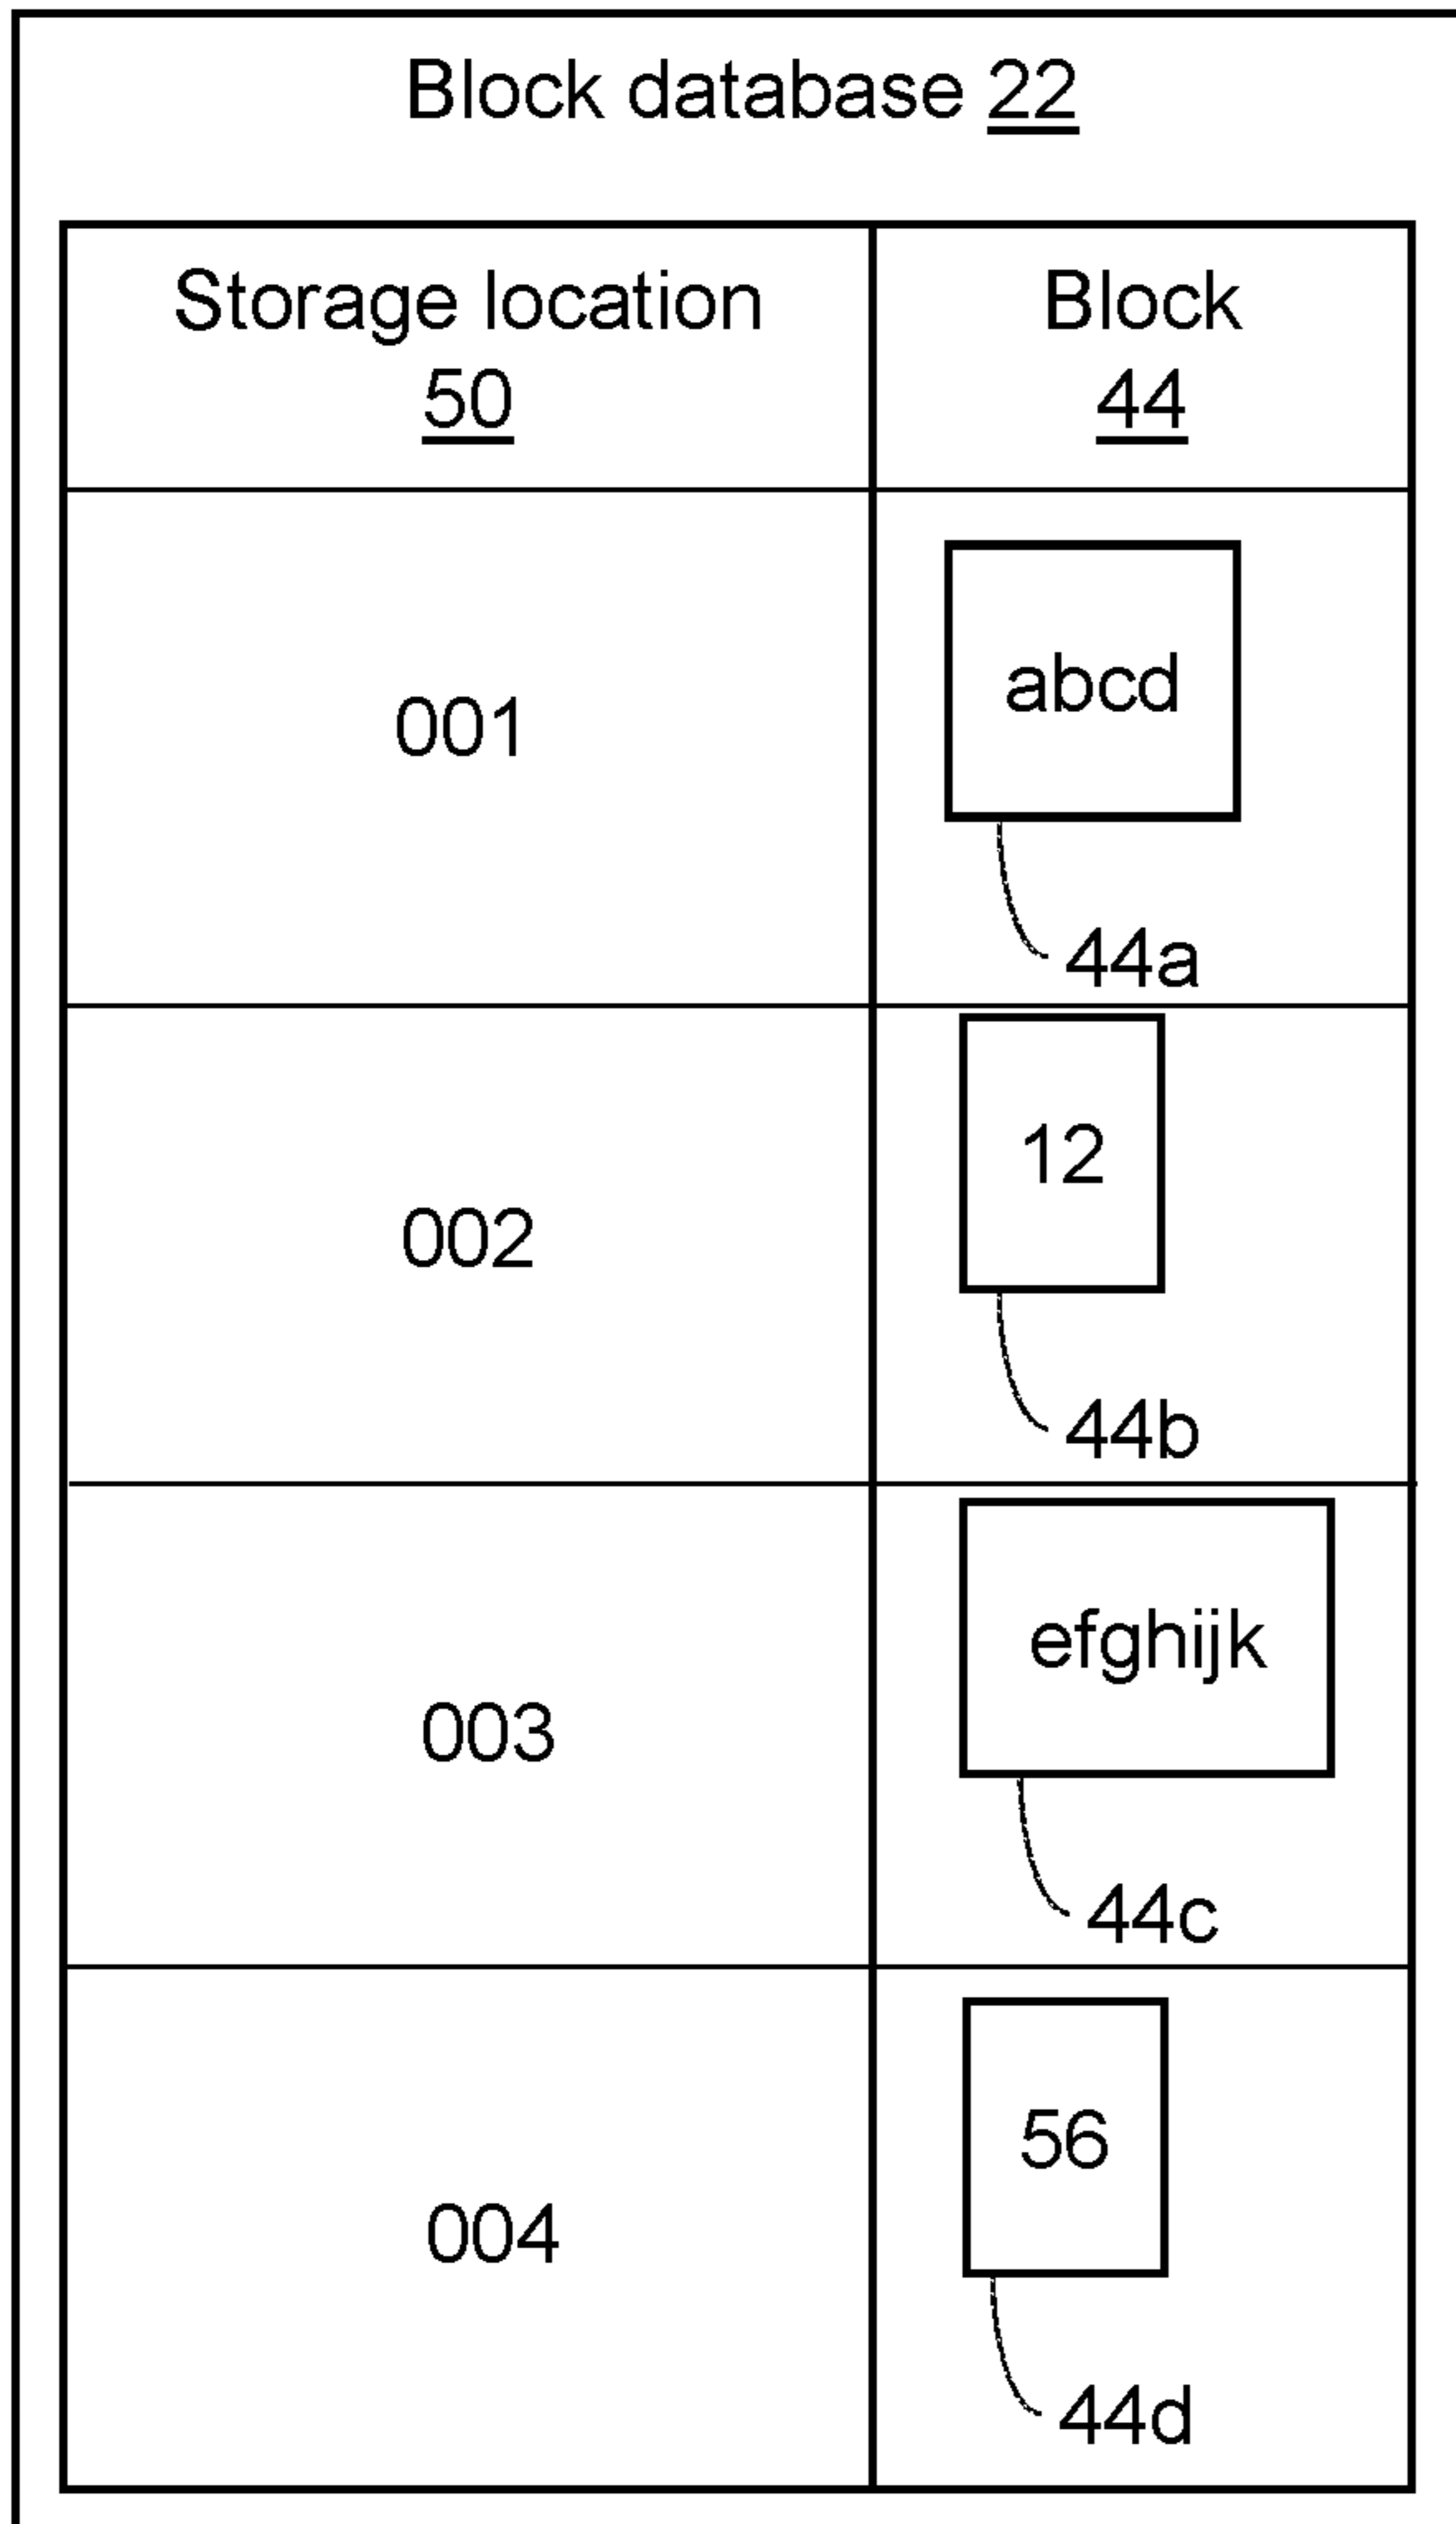 Block database 22
Storage location
50
Block
44
001
abcd
44a
002
12
44b
003
efghijk
44c
004
56
44d